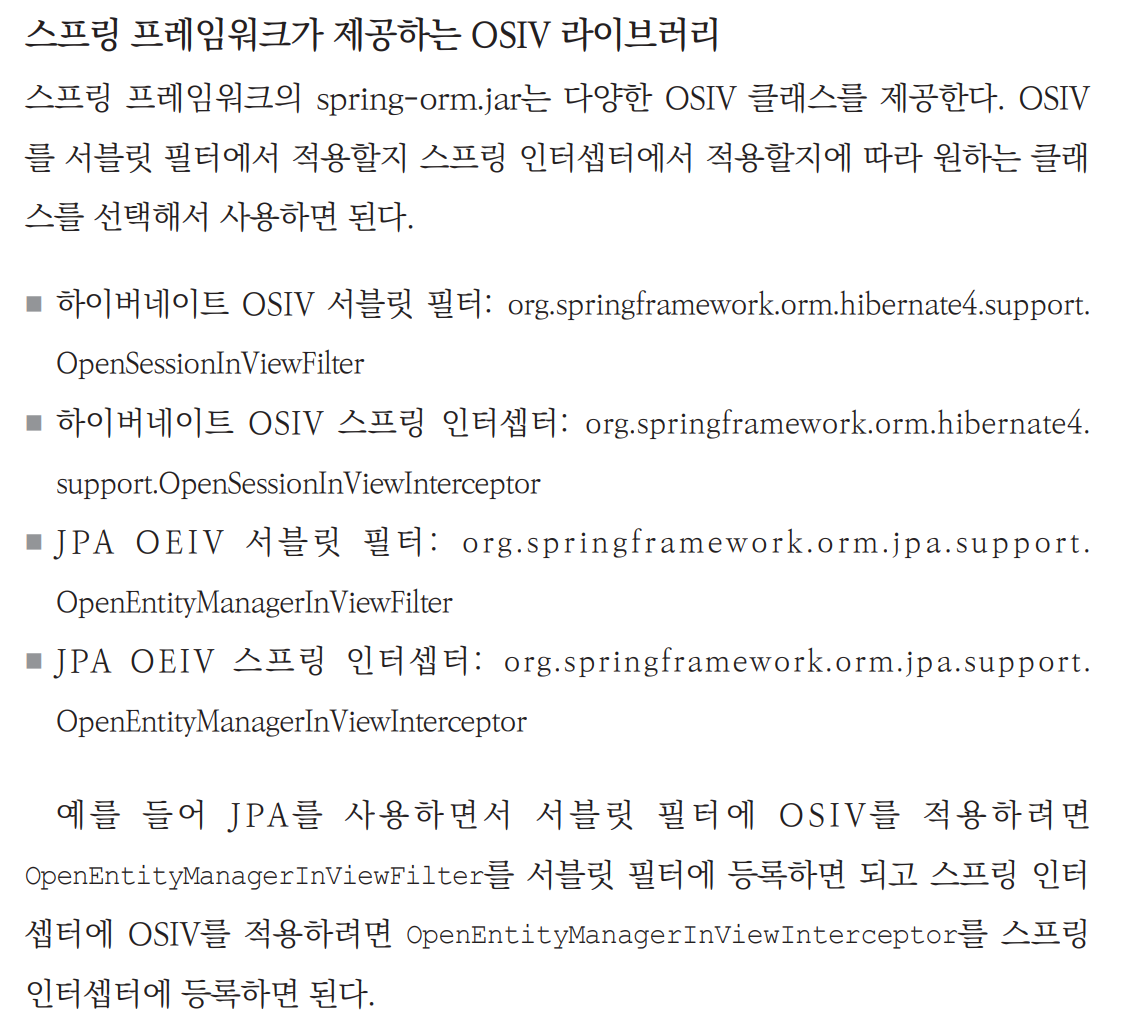 스프링 프레임워크가 제공하는 OSIV 라이브러리
스프링 프레임워크의 spring-orm.jar는 다양한 OSIV 클래스를 제공한다. OSIV
를 서블릿 필터에서 적용할지 스프링 인터셉터에서 적용할지에 따라 원하는 클래
스를 선택해서 사용하면 된다.
■ 하이버네이트 OSIV 서블릿 필터: org.springframework.orm.hibernate4.support.
OpenSessionInViewFilter
■ 하이버네이트 OSIV 스프링 인터셉터: org.springframework.orm.hibernate4.
support.OpenSessionInViewInterceptor
■ JPA OEIV 서블릿 필터: org.springframework.orm.jpa.support.
OpenEntityManagerInViewFilter
■ JPA OEIV 스프링 인터셉터: org.springframework.orm.jpa.support.
OpenEntityManagerInViewInterceptor
예를 들어 JPA를 사용하면서 서블릿 필터에 OSIV를 적용하려면
OpenEntityManagerInViewFilter를 서블릿 필터에 등록하면 되고 스프링 인터
셉터에 OSIV를 적용하려면 OpenEntityManagerInViewInterceptor를 스프링
인터셉터에 등록하면 된다.